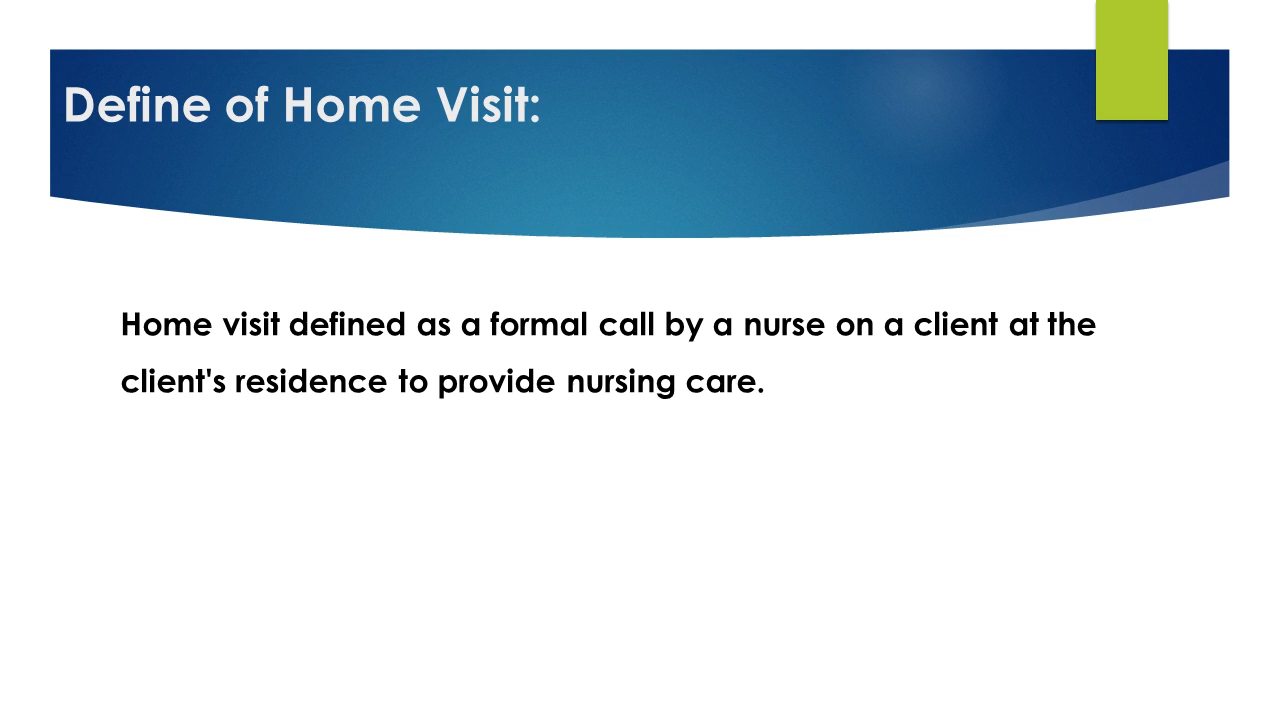 Define of Home Visit:
Home visit defined as a formal call by a nurse on a client at the
client's residence to provide nursing care.